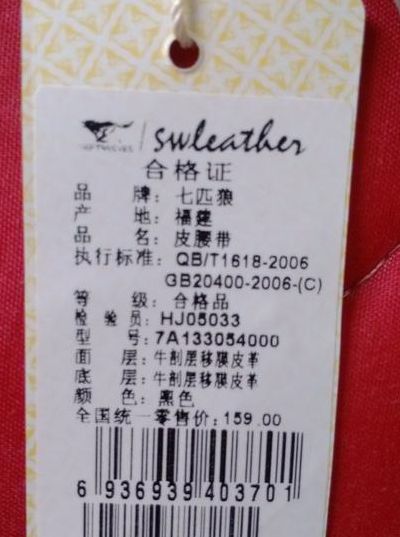 SEPTWOLVES swleather
合格证
品 牌: 七匹狼
产 地: 福建
品 名: 皮腰带
执行标准: QB/T1618-2006
GB20400-2006-(C)
等 级: 合格品
检 验 员: HJ05033
型 号: 7A133054000
面 层: 牛剖层移膜皮革
底 层: 牛剖层移膜皮革
颜 色: 黑色
全国统一零售价: 159.00
6 936939 403701